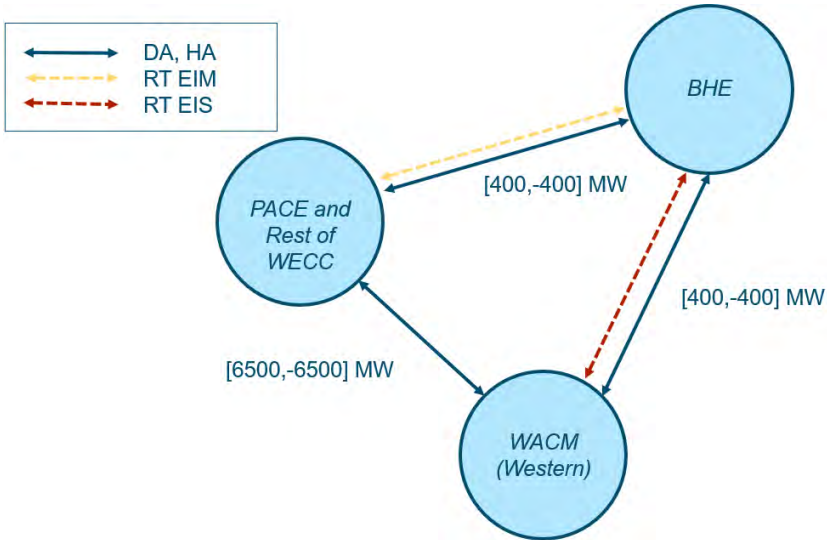 DA, HA
RT EIM
RT EIS
BHE
[400,-400] MW
PACE and
Rest of
WECC
[400,-400] MW
[6500,-6500] MW
WACM
(Western)